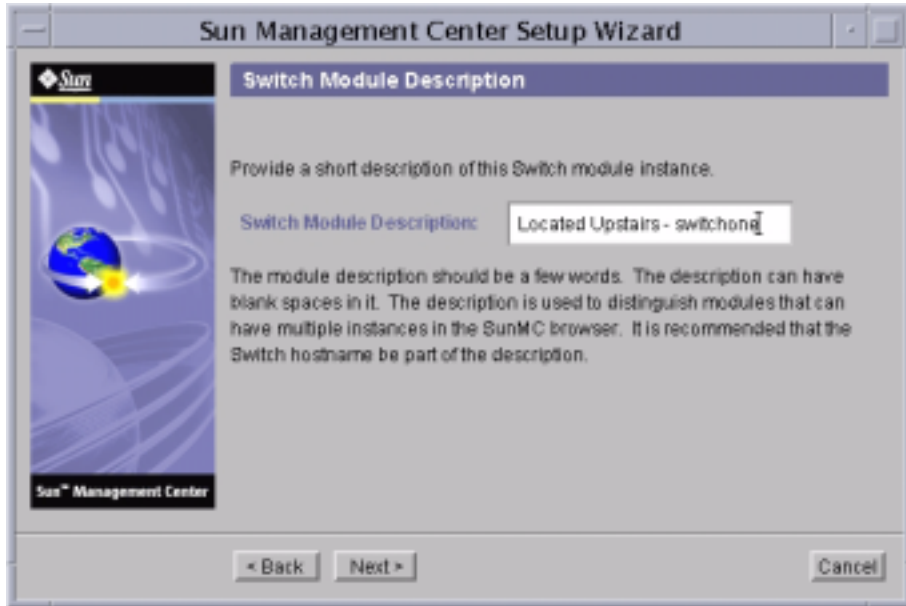 Sun Management Center Setup Wizard
Sun
Switch Module Description
Provide a short description of this Switch module instance.
Switch Module Description:
Located Upstairs - switchone
The module description should be a few words. The description can have
blank spaces in it. The description is used to distinguish modules that can
have multiple instances in the SunMC browser. It is recommended that the
Switch hostname be part of the description.
Sun™ Management Center
< Back
Next >
Cancel